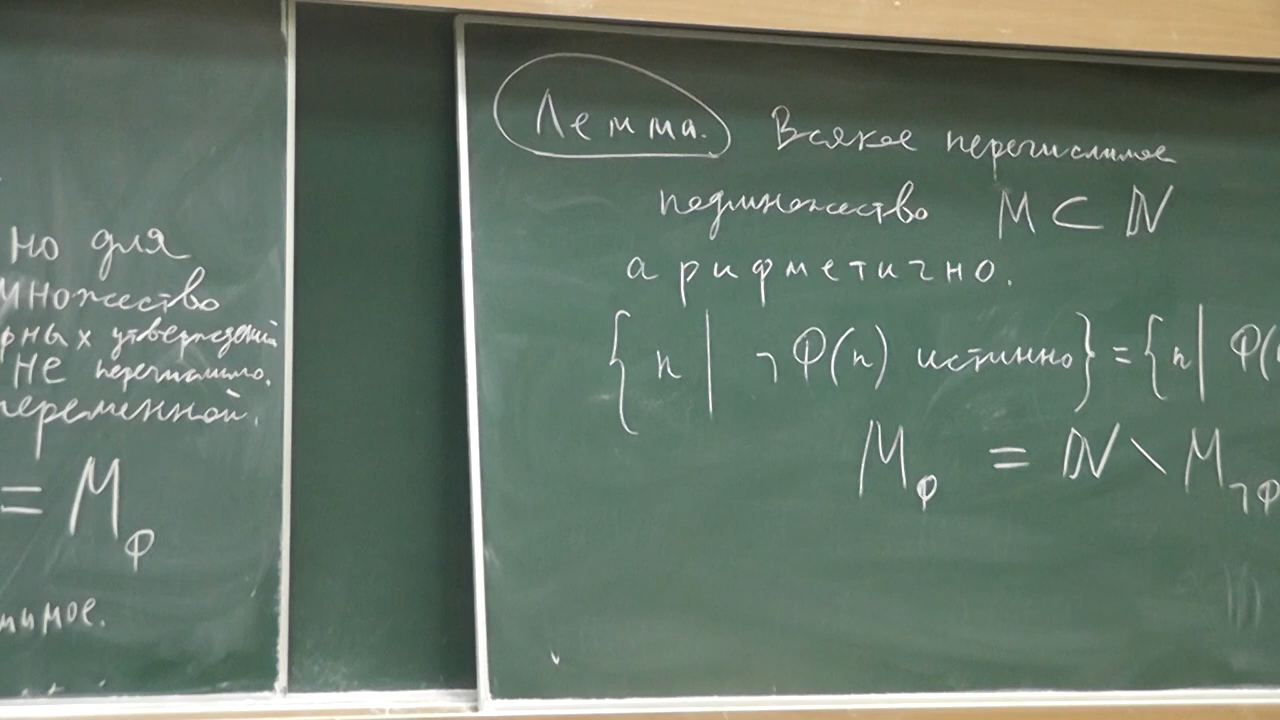 но для
множество
рных утверждений
не перечислимо.
переменной.
= M_φ
имое.
Лемма. Всякое перечислимое
подмножество M ⊂ ℕ
арифметично.
{n | ¬φ(n) истинно} = {n | φ(
M_φ = ℕ \ M_¬φ